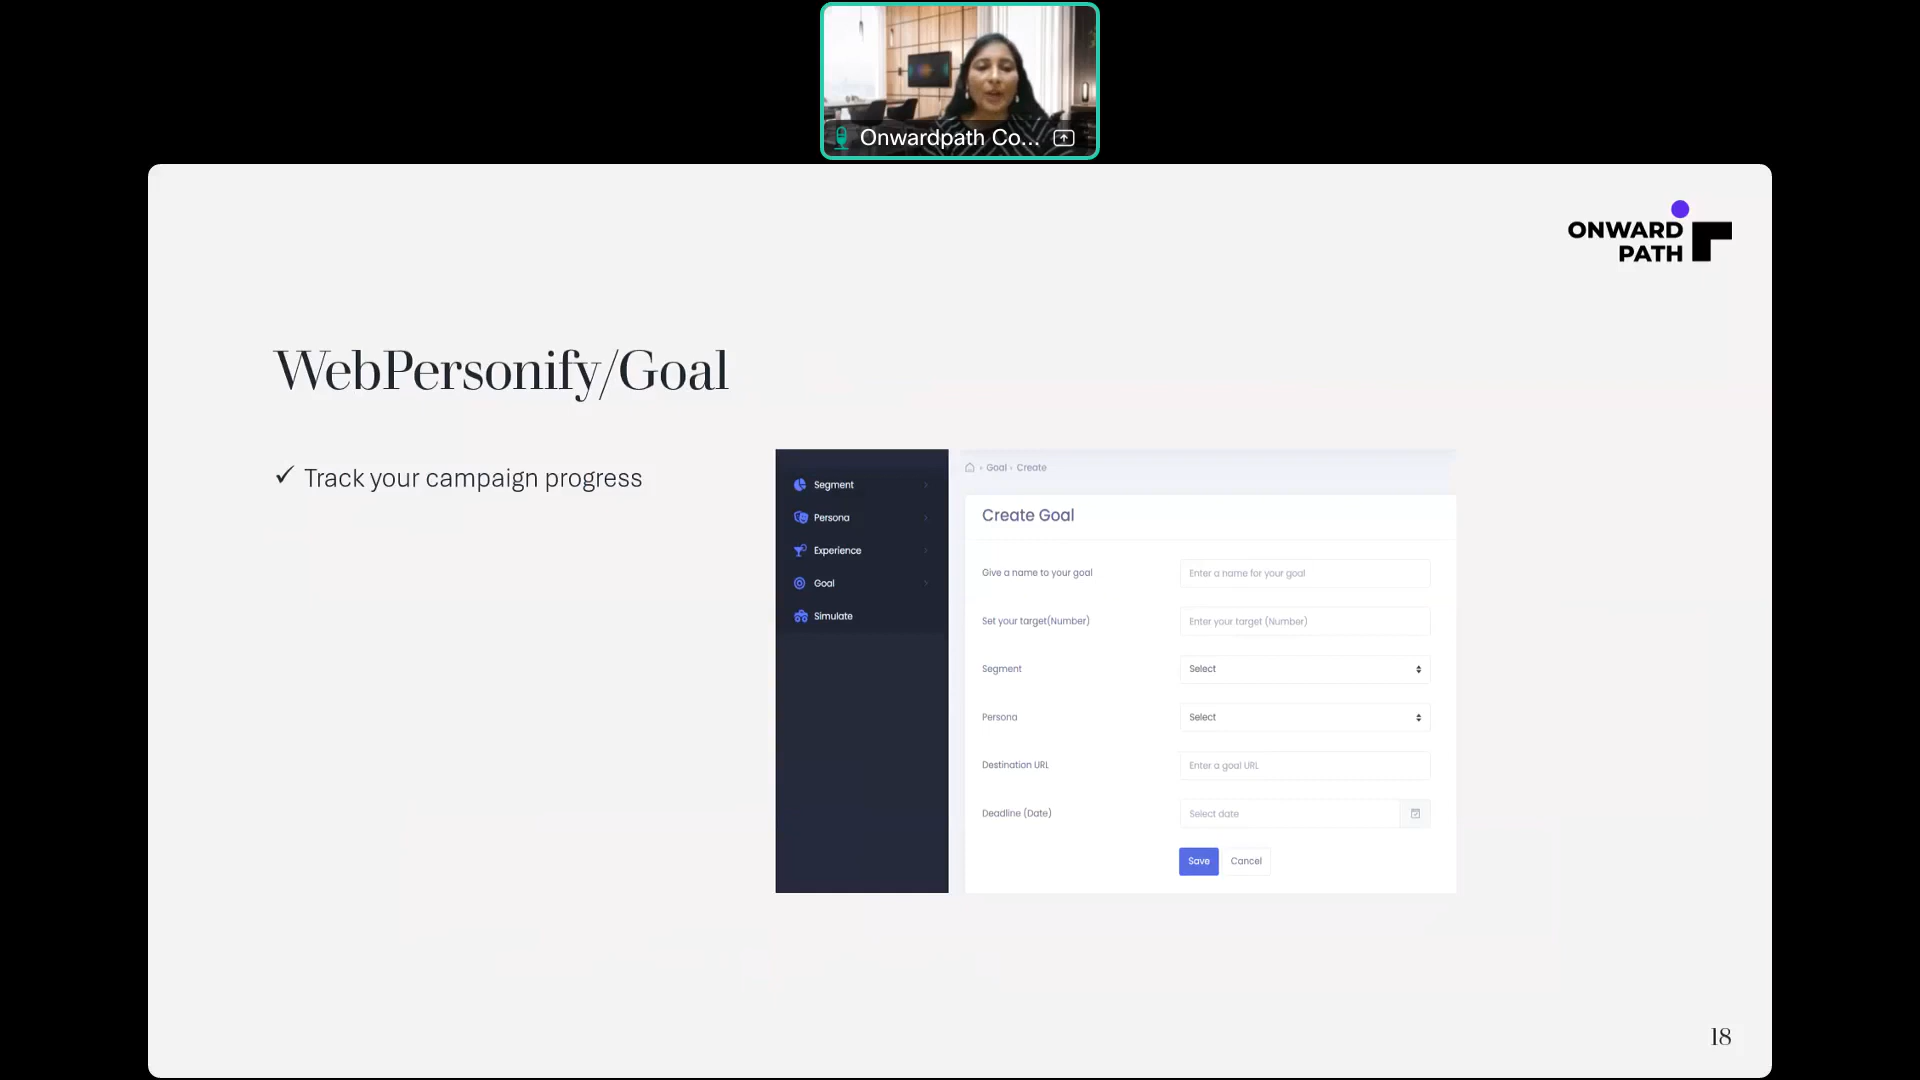 Onwardpath Co...
ONWARD
PATH
WebPersonify/Goal
✓ Track your campaign progress
Segment
Persona
Experience
Goal
Simulate
Goal Create
Create Goal
Give a name to your goal
Enter a name for your goal
Set your target(Number)
Enter your target (Number)
Segment
Select
Persona
Select
Destination URL
Enter a goal URL
Deadline (Date)
Select date
Save
Cancel
18